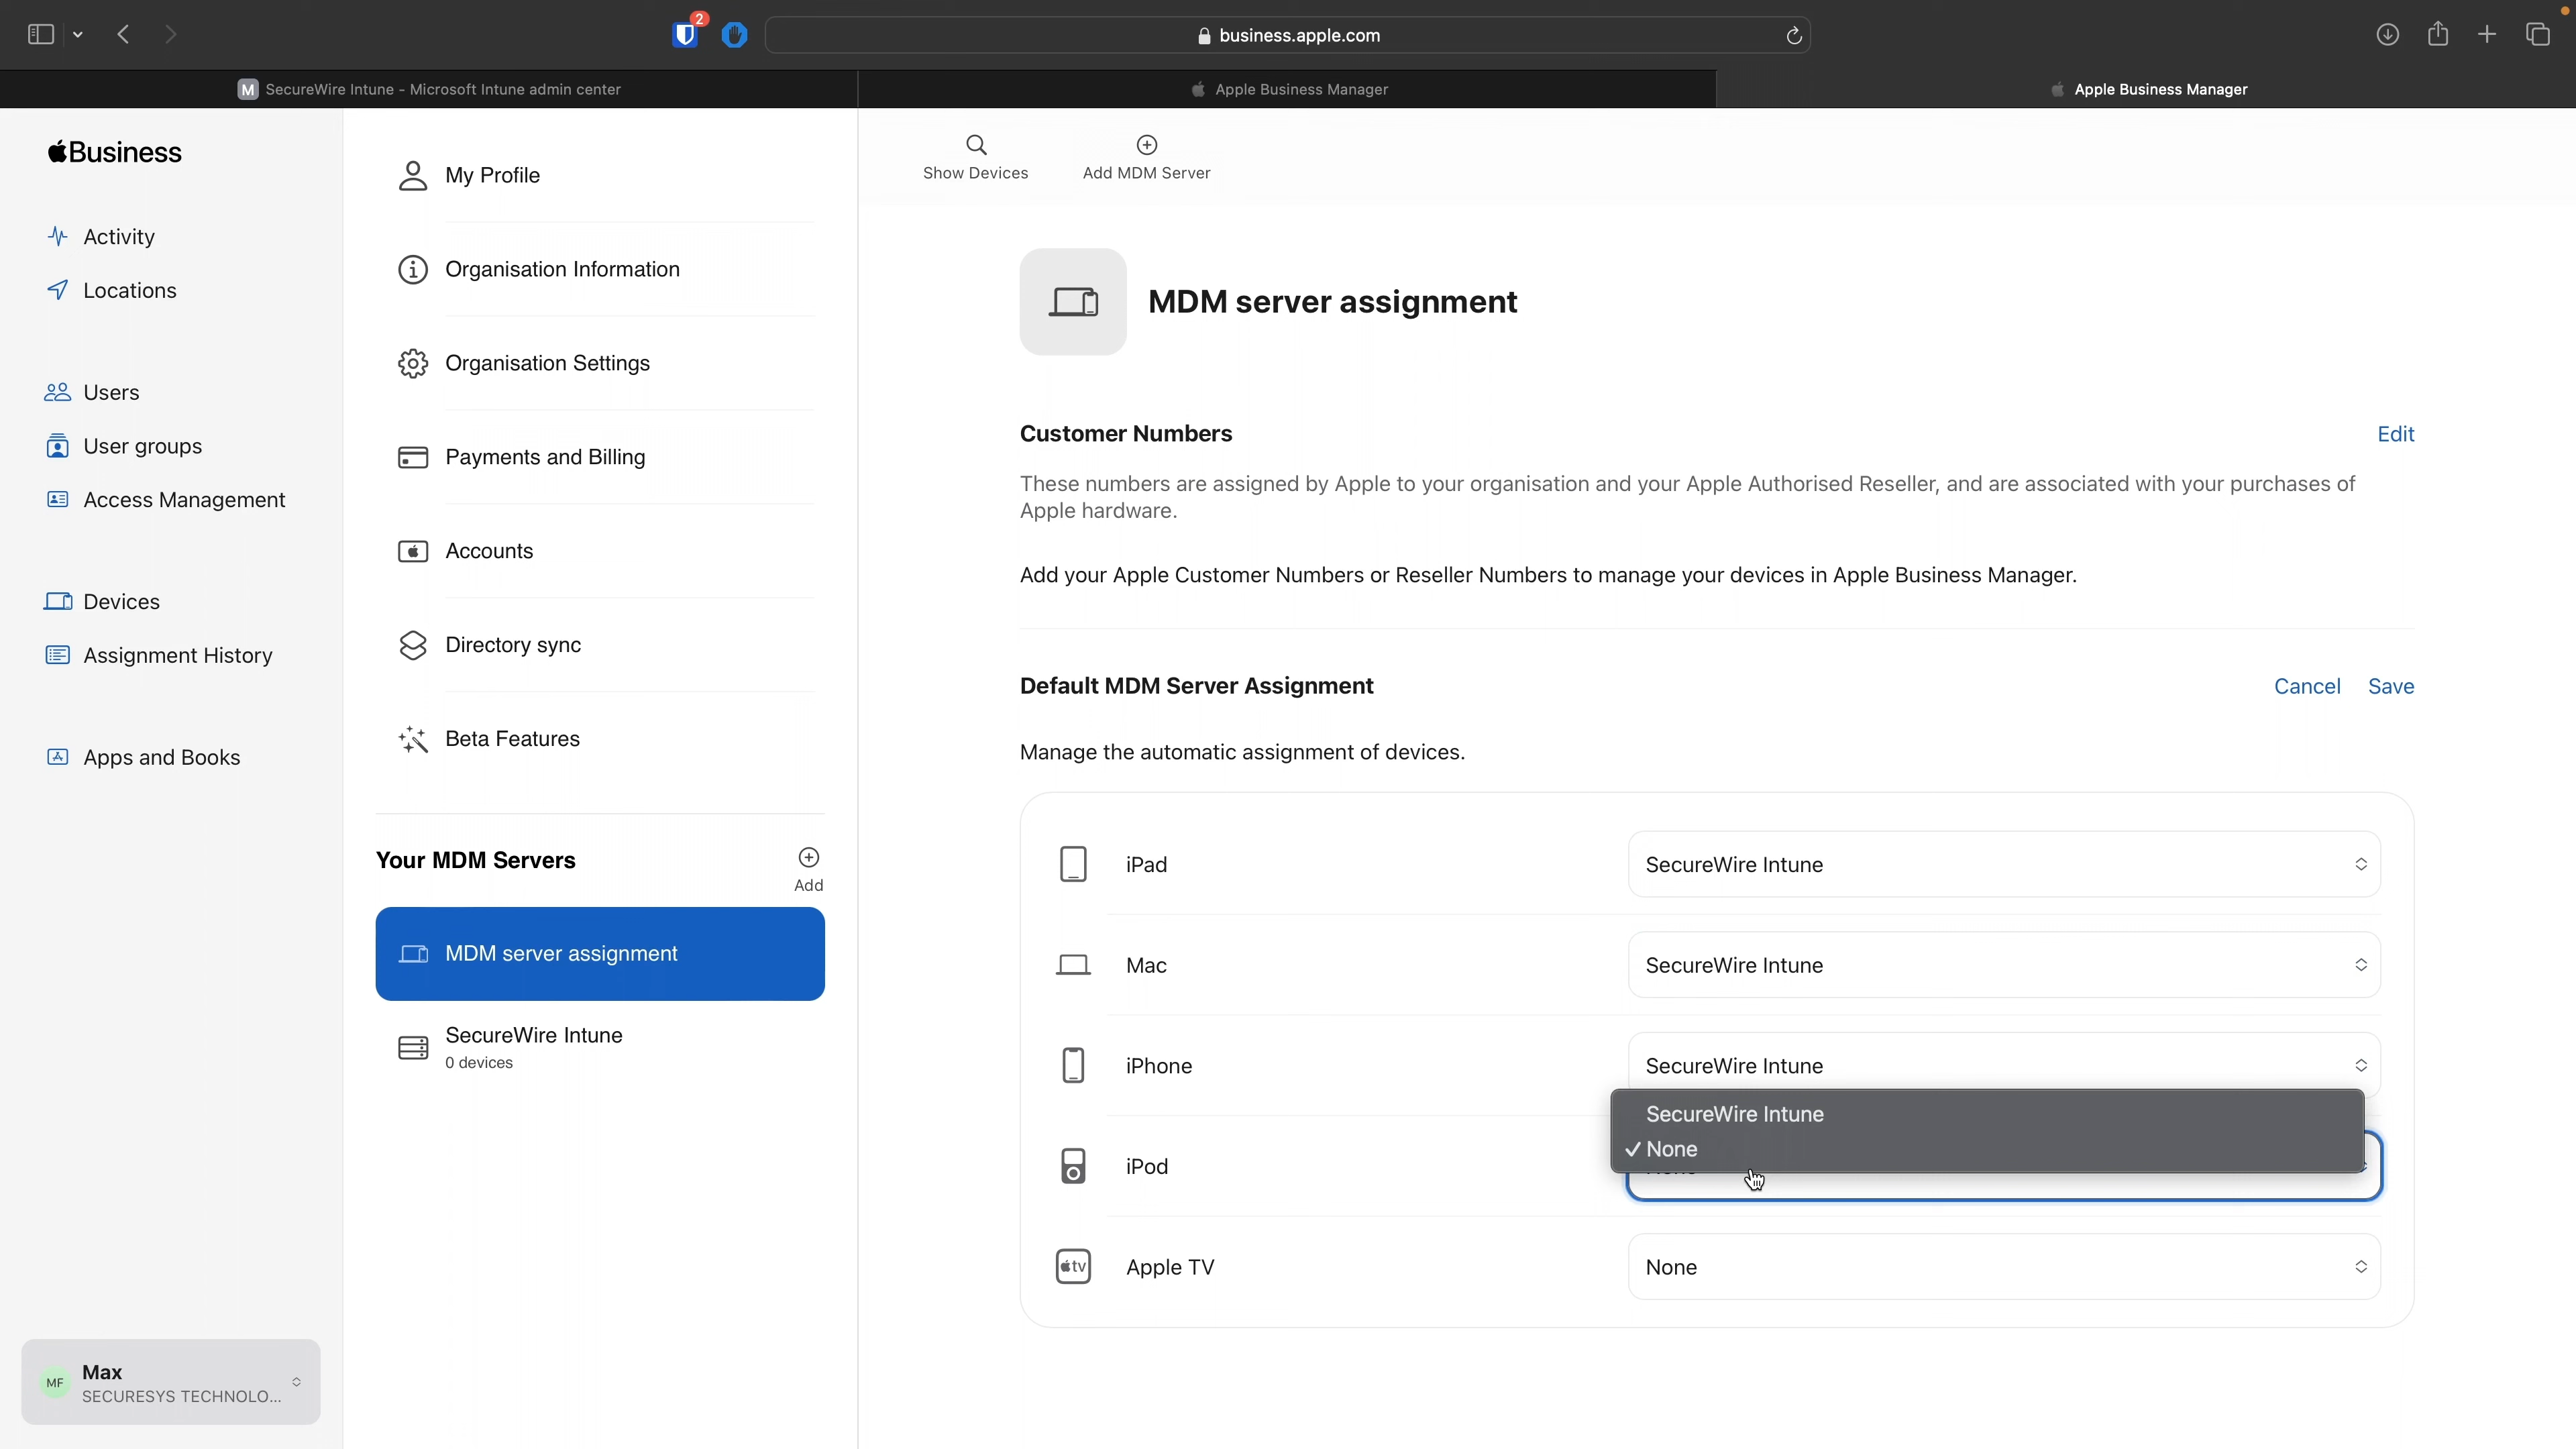 2
business.apple.com
M SecureWire Intune - Microsoft Intune admin center
Apple Business Manager
Apple Business Manager
Business
Activity
Locations
Users
User groups
Access Management
Devices
Assignment History
Apps and Books
MF
Max
SECURESYS TECHNOLO...
My Profile
Organisation Information
Organisation Settings
Payments and Billing
Accounts
Directory sync
Beta Features
Your MDM Servers
Add
MDM server assignment
SecureWire Intune
0 devices
Show Devices
Add MDM Server
MDM server assignment
Customer Numbers
Edit
These numbers are assigned by Apple to your organisation and your Apple Authorised Reseller, and are associated with your purchases of
Apple hardware.
Add your Apple Customer Numbers or Reseller Numbers to manage your devices in Apple Business Manager.
Default MDM Server Assignment
Cancel Save
Manage the automatic assignment of devices.
iPad
SecureWire Intune
Mac
SecureWire Intune
iPhone
SecureWire Intune
SecureWire Intune
✓ None
iPod
tv
Apple TV
None